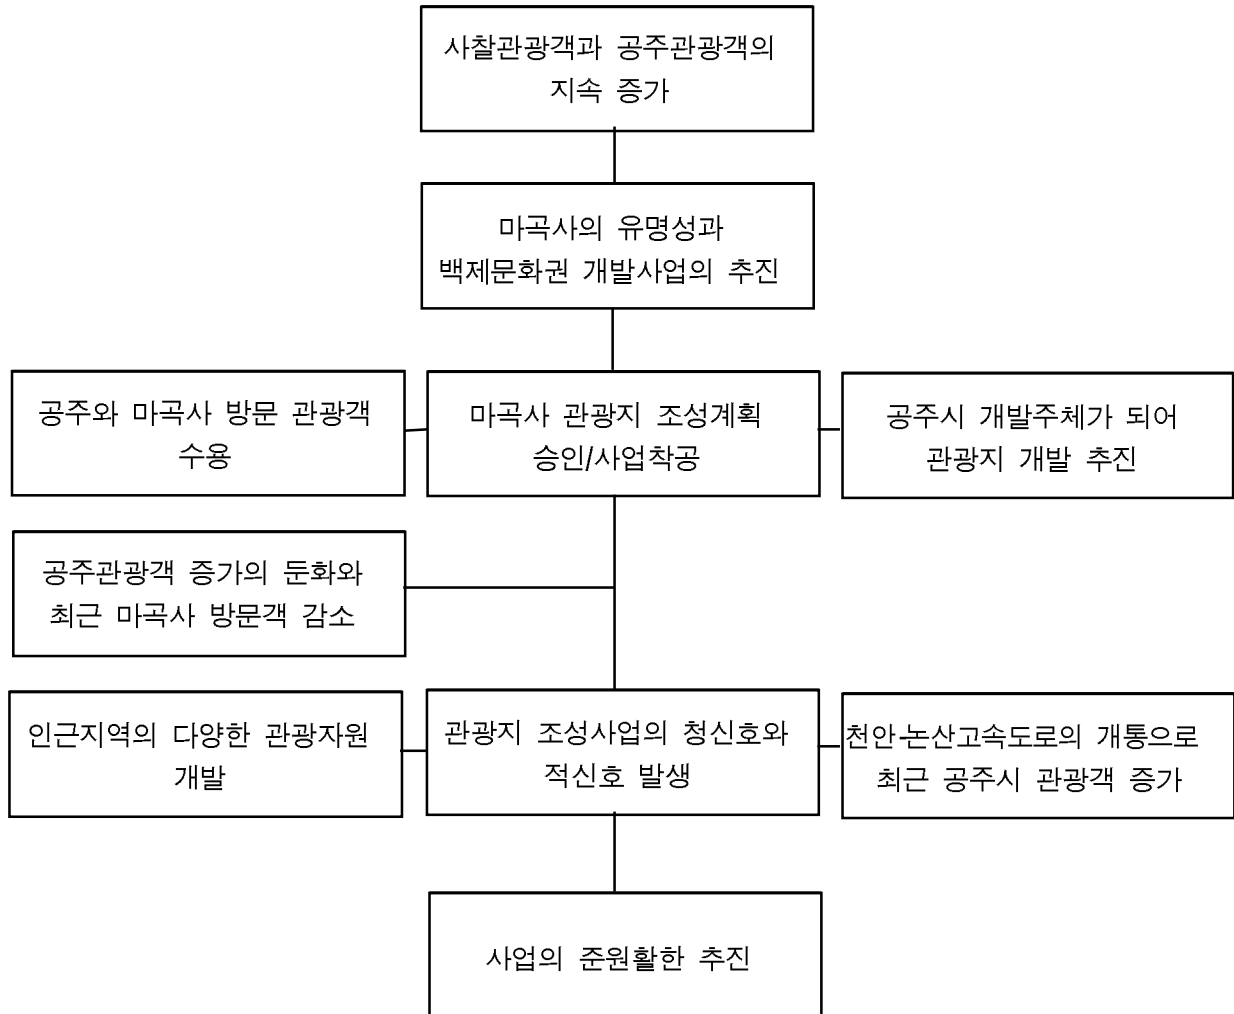 사찰관광객과 공주관광객의
지속 증가
마곡사의 유명성과
백제문화권 개발사업의 추진
공주와 마곡사 방문 관광객
수용
마곡사 관광지 조성계획
승인/사업착공
공주시 개발주체가 되어
관광지 개발 추진
공주관광객 증가의 둔화와
최근 마곡사 방문객 감소
인근지역의 다양한 관광자원
개발
관광지 조성사업의 청신호와
적신호 발생
천안-논산고속도로의 개통으로
최근 공주시 관광객 증가
사업의 준원활한 추진